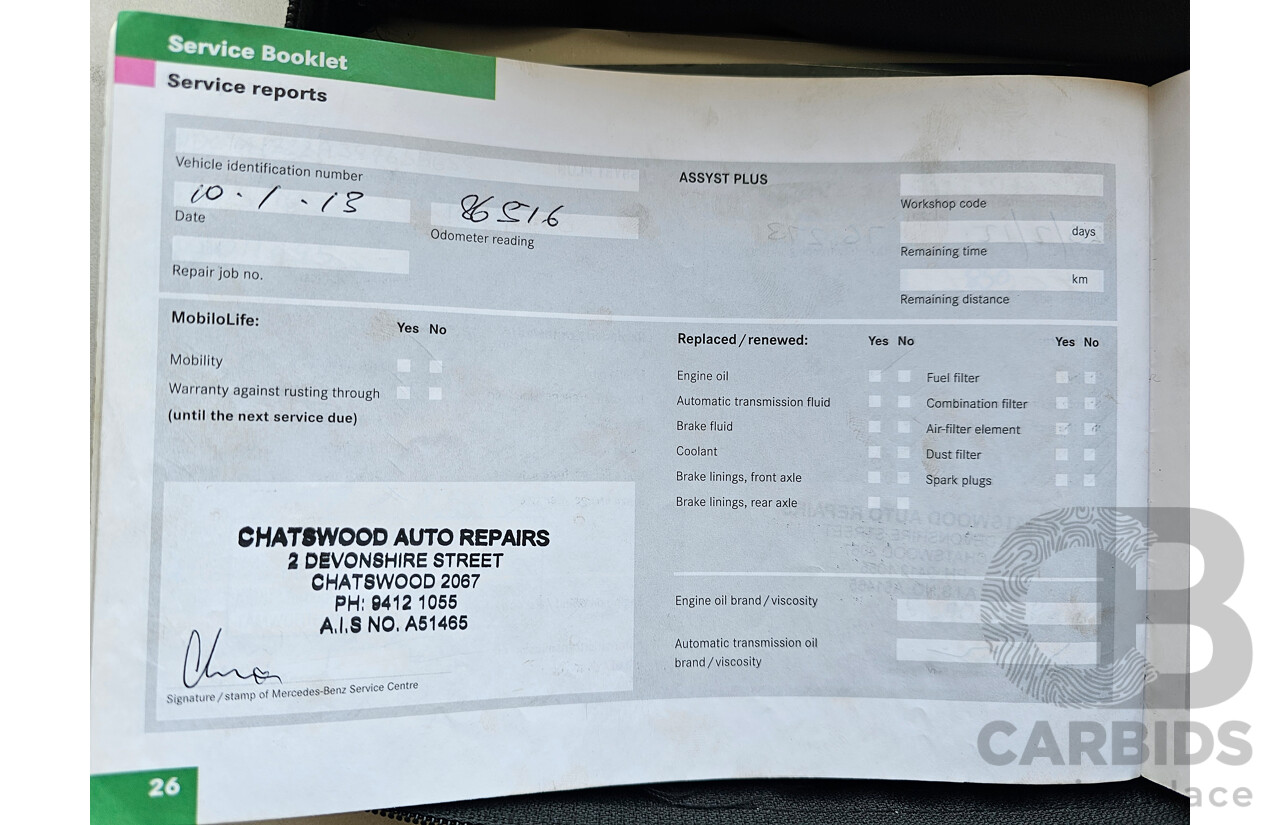 Service Booklet
Service reports
Vehicle identification number
10.1.13
Date
86516
Odometer reading
Repair job no.
ASSYST PLUS
Workshop code
days
Remaining time
km
Remaining distance
MobiloLife:
Yes No
Mobility
Warranty against rusting through
(until the next service due)
Replaced/renewed:
Yes No
Yes No
Engine oil
Fuel filter
Automatic transmission fluid
Combination filter
Brake fluid
Air-filter element
Coolant
Dust filter
Brake linings, front axle
Spark plugs
Brake linings, rear axle
CHATSWOOD AUTO REPAIRS
2 DEVONSHIRE STREET
CHATSWOOD 2067
PH: 9412 1055
A.I.S NO. A51465
Signature/stamp of Mercedes-Benz Service Centre
Engine oil brand/viscosity
Automatic transmission oil
brand/viscosity
26
CARBIDS